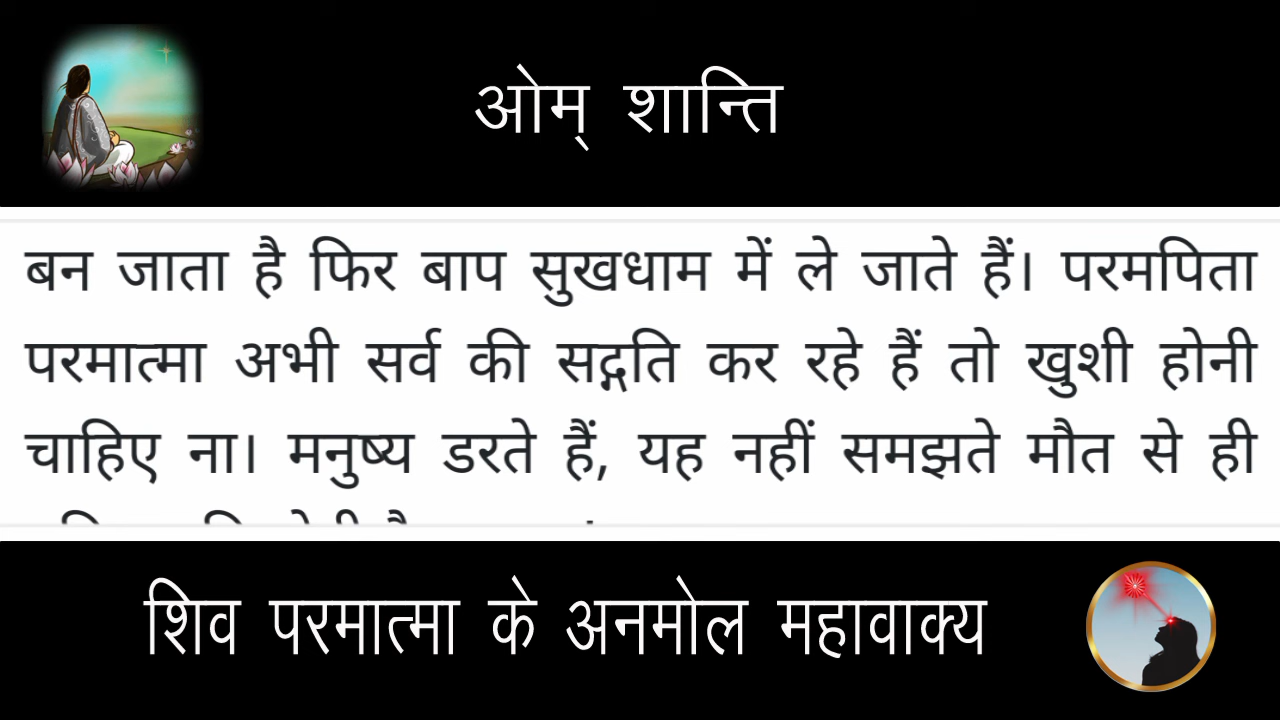 ओम् शान्ति
बन जाता है फिर बाप सुखधाम में ले जाते हैं। परमपिता
परमात्मा अभी सर्व की सद्गति कर रहे हैं तो खुशी होनी
चाहिए ना। मनुष्य डरते हैं, यह नहीं समझते मौत से ही
शिव परमात्मा के अनमोल महावाक्य